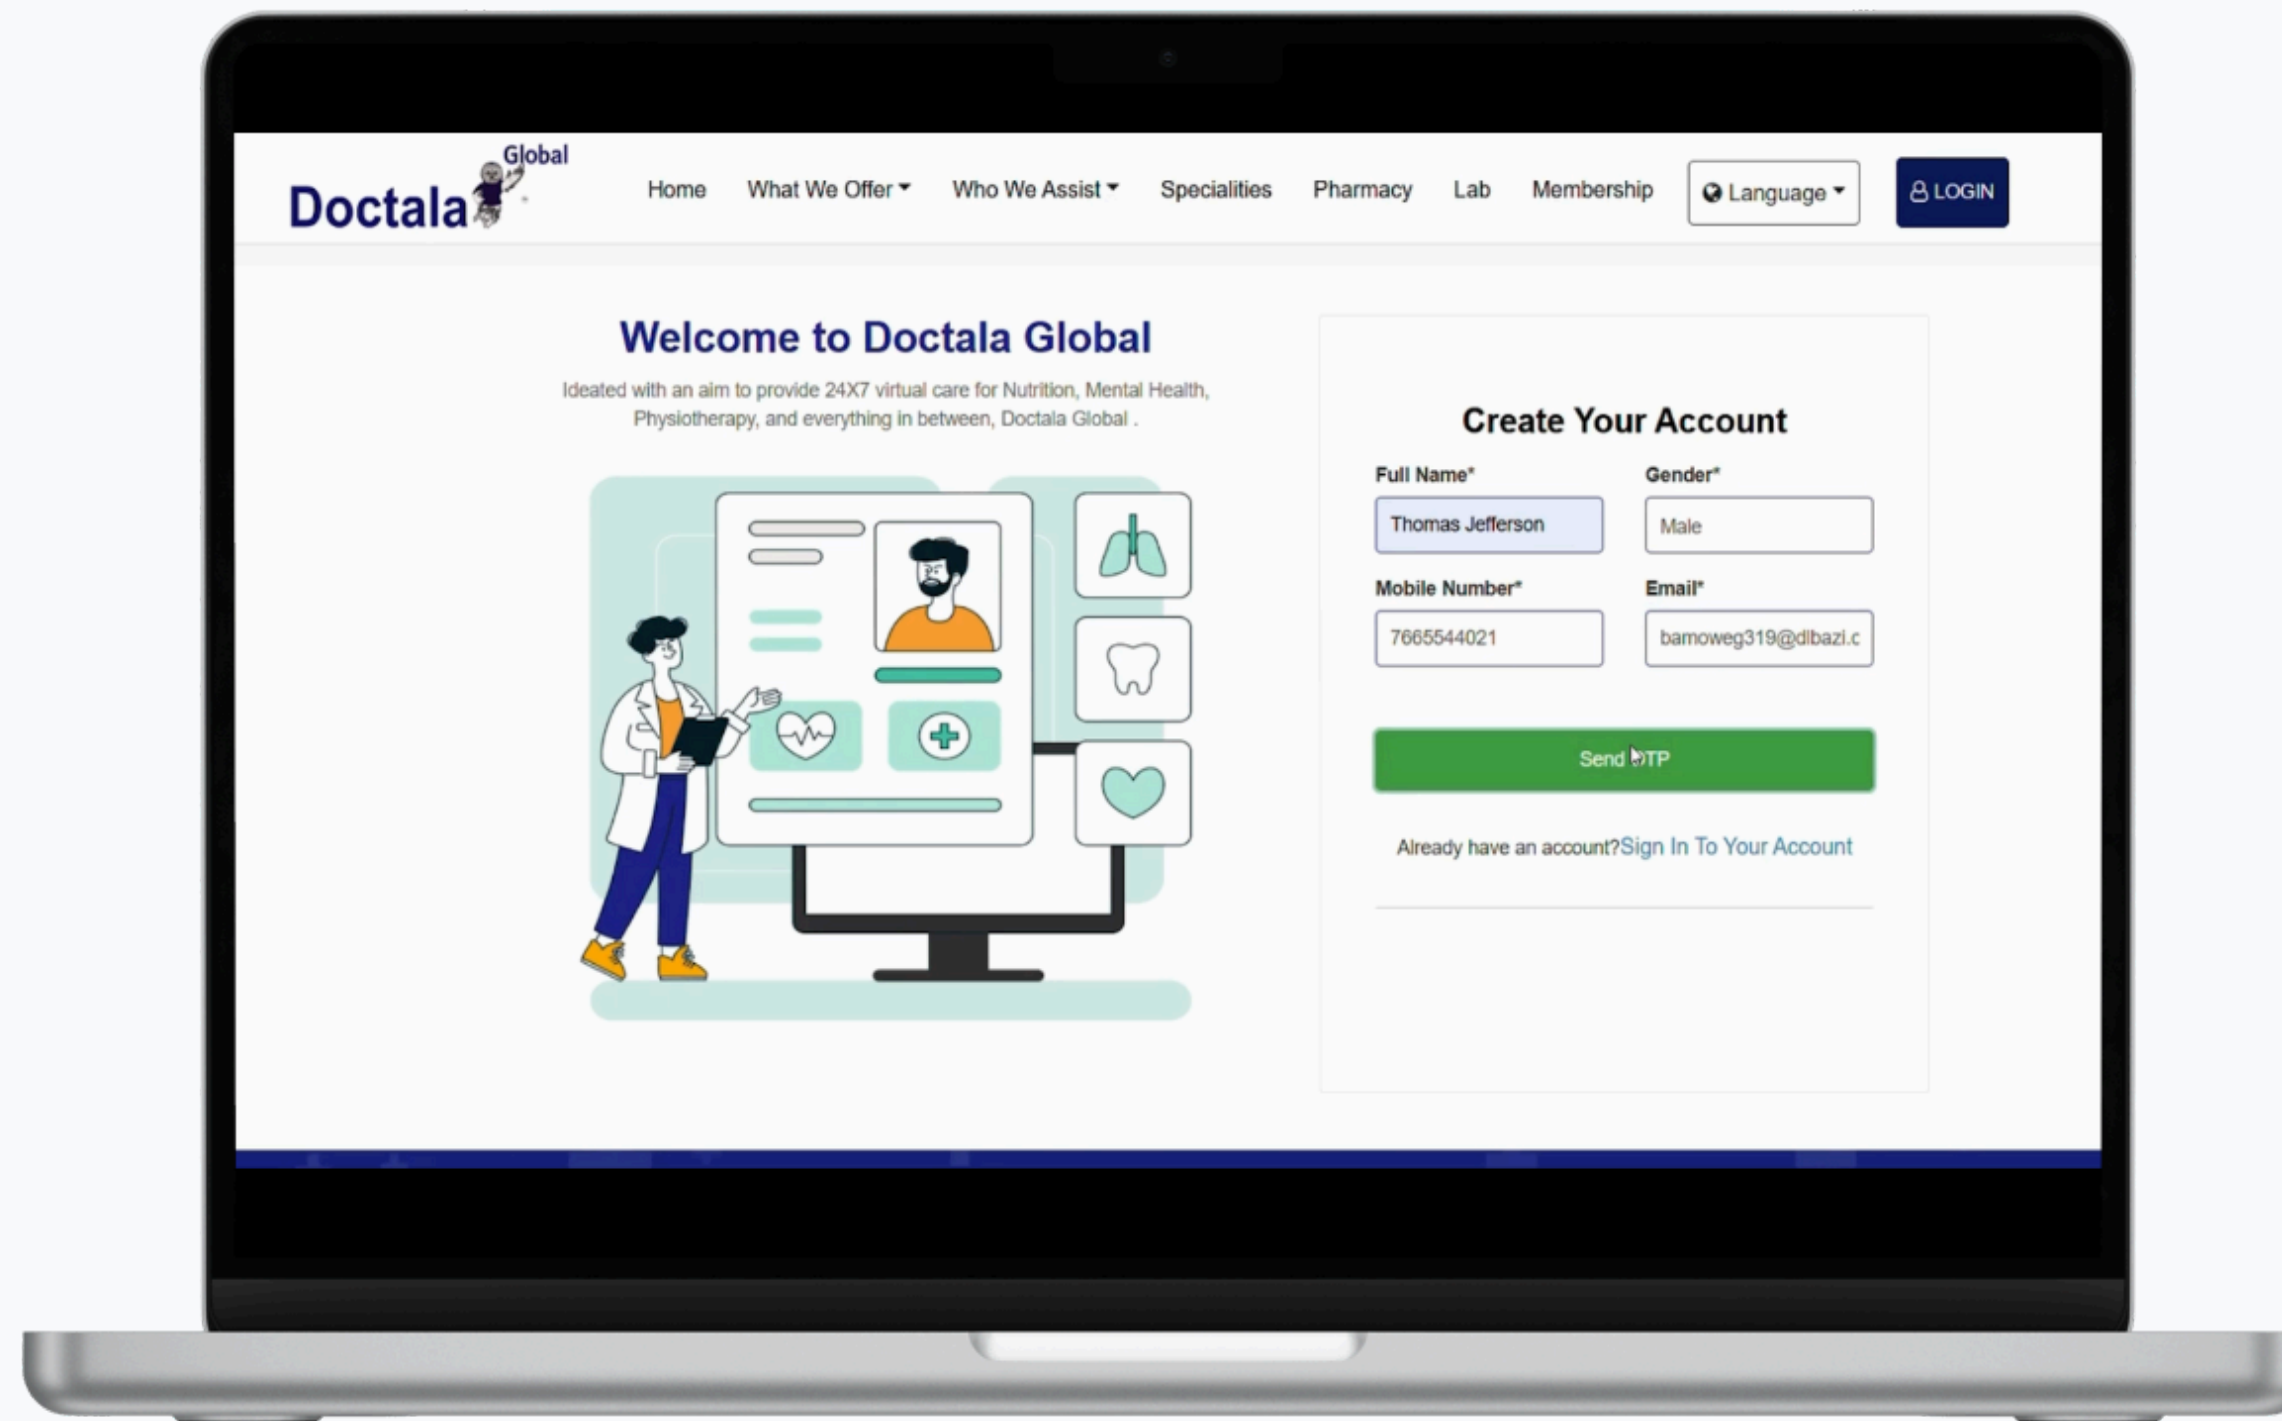 Global
Doctala
Home What We Offer Who We Assist Specialities Pharmacy Lab Membership Language LOGIN
Welcome to Doctala Global
Ideated with an aim to provide 24X7 virtual care for Nutrition, Mental Health,
Physiotherapy, and everything in between, Doctala Global .
Create Your Account
Full Name* Gender*
Thomas Jefferson Male
Mobile Number* Email*
7665544021 bamoweg319@dlbazi.c
Send OTP
Already have an account?Sign In To Your Account